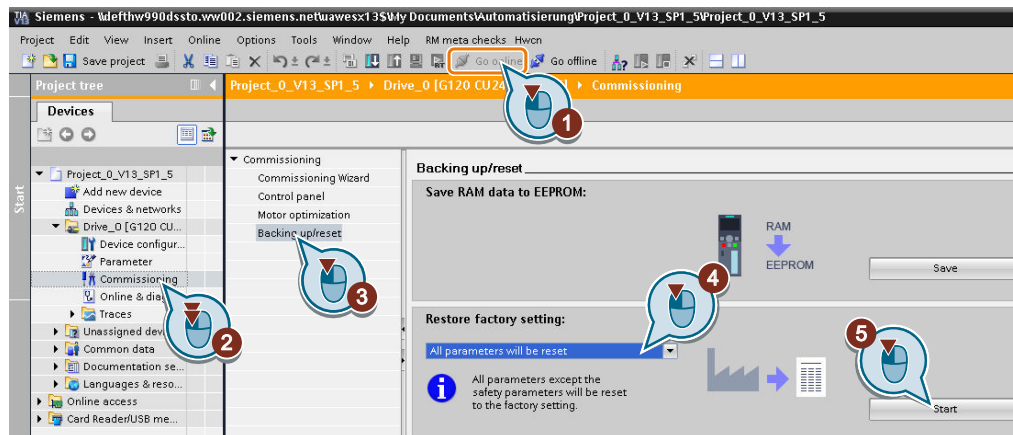 Siemens - \\defthw990dssto.ww002.siemens.net\uawesx13$\My Documents\Automatisierung\Project_0_V13_SP1_5\Project_0_V13_SP1_5
Project Edit View Insert Online Options Tools Window Help RM meta checks Hwcn
Save project Go online Go offline
Project tree
Project_0_V13_SP1_5 Commissioning
1
Devices
Start
Project_0_V13_SP1_5
Add new device
Devices & networks
Drive_0 [G120 CU...
Device configur...
Parameter
Commissioning
Online &
Traces
2
Unassigned
Common data
Documentation se...
Languages & reso...
Online access
Card Reader/USB me...
Commissioning
Commissioning Wizard
Control panel
Motor optimization
Backing up/reset
3
Backing up/reset
Save RAM data to EEPROM:
RAM
EEPROM
Save
4
Restore factory setting:
All parameters will be reset
All parameters except the
safety parameters will be reset
to the factory setting.
5
Start